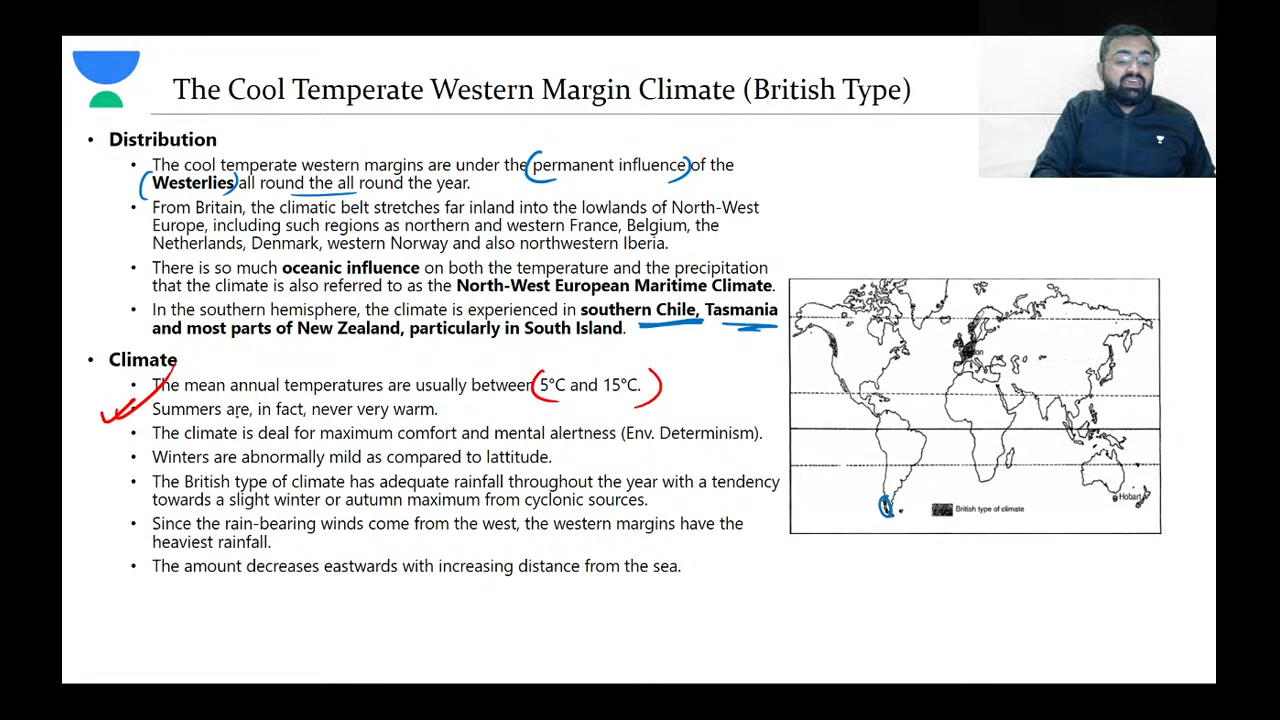 The Cool Temperate Western Margin Climate (British Type)
• Distribution
• The cool temperate western margins are under the permanent influence of the
Westerlies all round the all round the year.
• From Britain, the climatic belt stretches far inland into the lowlands of North-West
Europe, including such regions as northern and western France, Belgium, the
Netherlands, Denmark, western Norway and also northwestern Iberia.
• There is so much oceanic influence on both the temperature and the precipitation
that the climate is also referred to as the North-West European Maritime Climate.
• In the southern hemisphere, the climate is experienced in southern Chile, Tasmania
and most parts of New Zealand, particularly in South Island.
• Climate
• The mean annual temperatures are usually between 5°C and 15°C.
• Summers are, in fact, never very warm.
• The climate is deal for maximum comfort and mental alertness (Env. Determinism).
• Winters are abnormally mild as compared to lattitude.
• The British type of climate has adequate rainfall throughout the year with a tendency
towards a slight winter or autumn maximum from cyclonic sources.
• Since the rain-bearing winds come from the west, the western margins have the
heaviest rainfall.
• The amount decreases eastwards with increasing distance from the sea.
Hobart
British type of climate